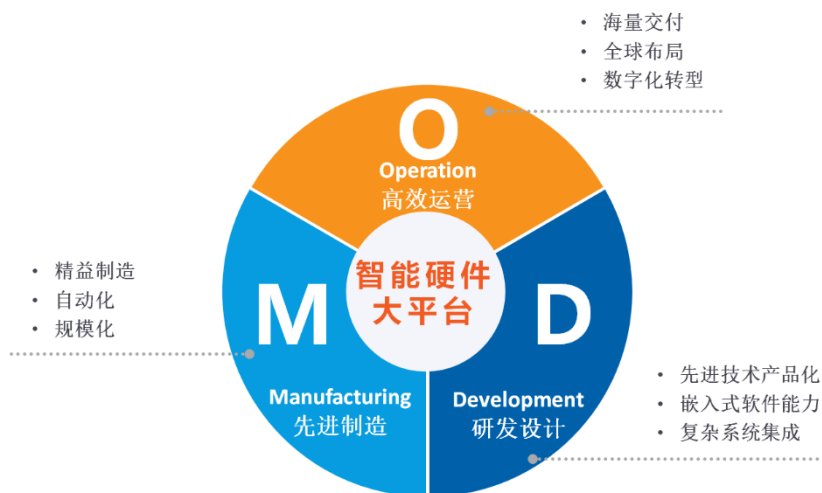 • 海量交付
• 全球布局
• 数字化转型
O
Operation
高效运营
智能硬件
大平台
• 精益制造
• 自动化
• 规模化
M
Manufacturing
先进制造
D
Development
研发设计
• 先进技术产品化
• 嵌入式软件能力
• 复杂系统集成